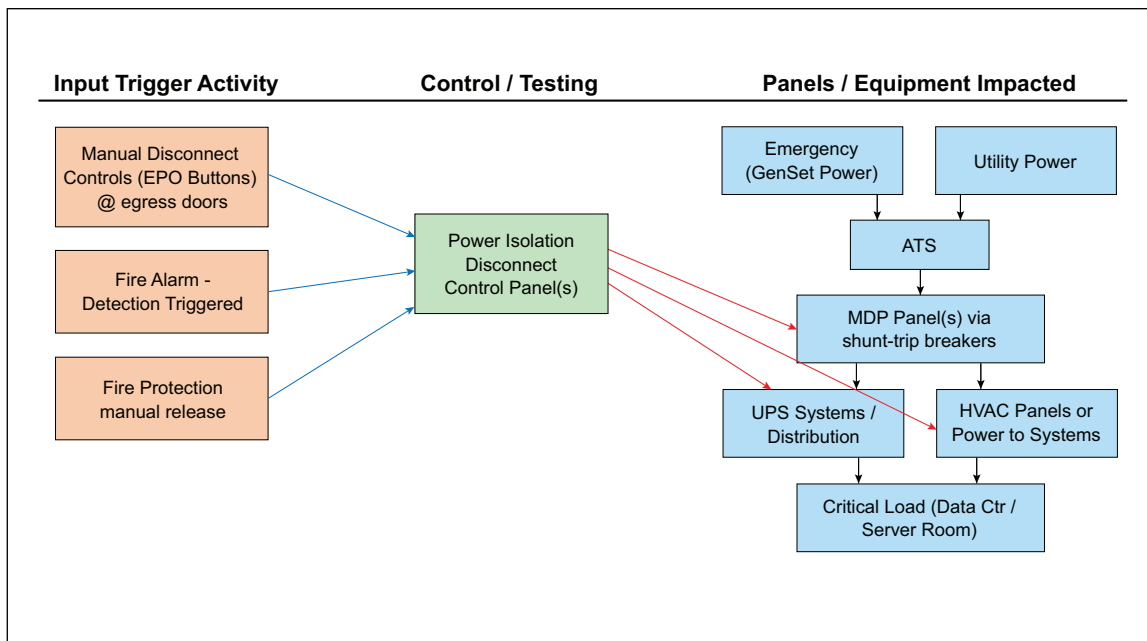 Input Trigger Activity
Control / Testing
Panels / Equipment Impacted
Manual Disconnect
Controls (EPO Buttons)
@ egress doors
Fire Alarm -
Detection Triggered
Fire Protection
manual release
Power Isolation
Disconnect
Control Panel(s)
Emergency
(GenSet Power)
Utility Power
ATS
MDP Panel(s) via
shunt-trip breakers
UPS Systems /
Distribution
HVAC Panels or
Power to Systems
Critical Load (Data Ctr /
Server Room)